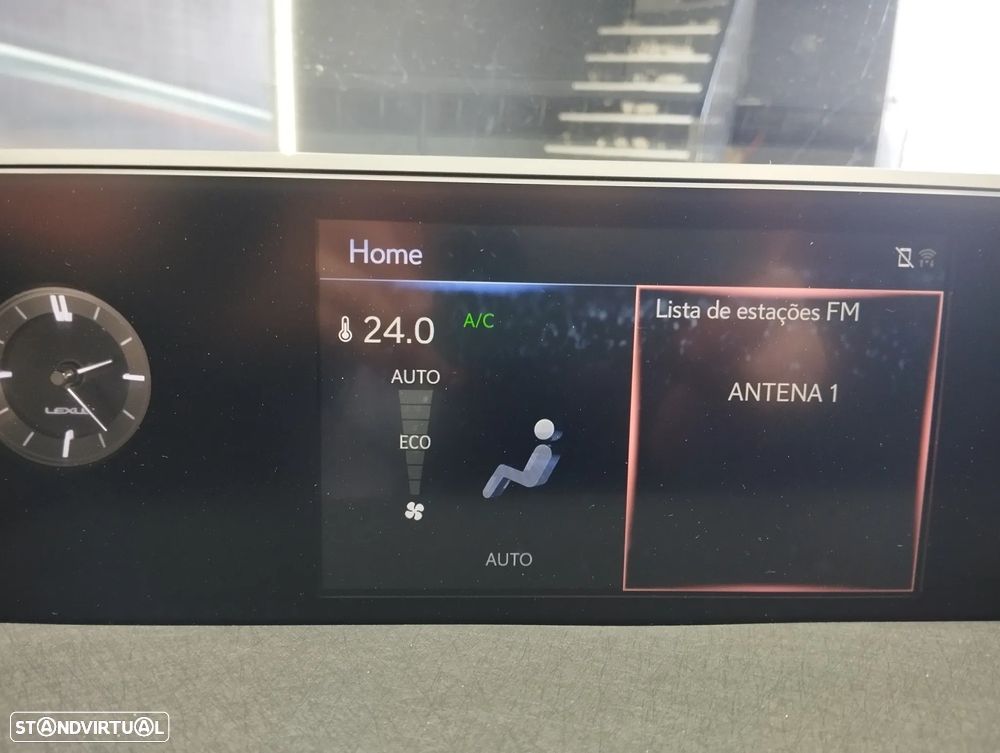 Home
24.0 A/C
AUTO
ECO
AUTO
Lista de estações FM
ANTENA 1
LEXUS
STANDVIRTUAL